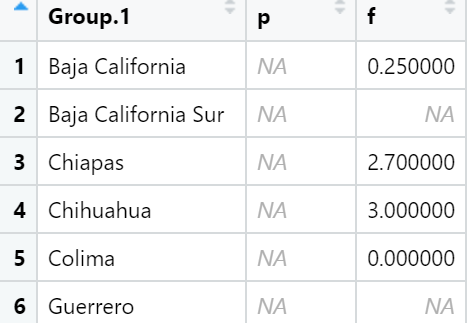 Group.1 p f
1 Baja California NA 0.250000
2 Baja California Sur NA NA
3 Chiapas NA 2.700000
4 Chihuahua NA 3.000000
5 Colima NA 0.000000
6 Guerrero NA NA